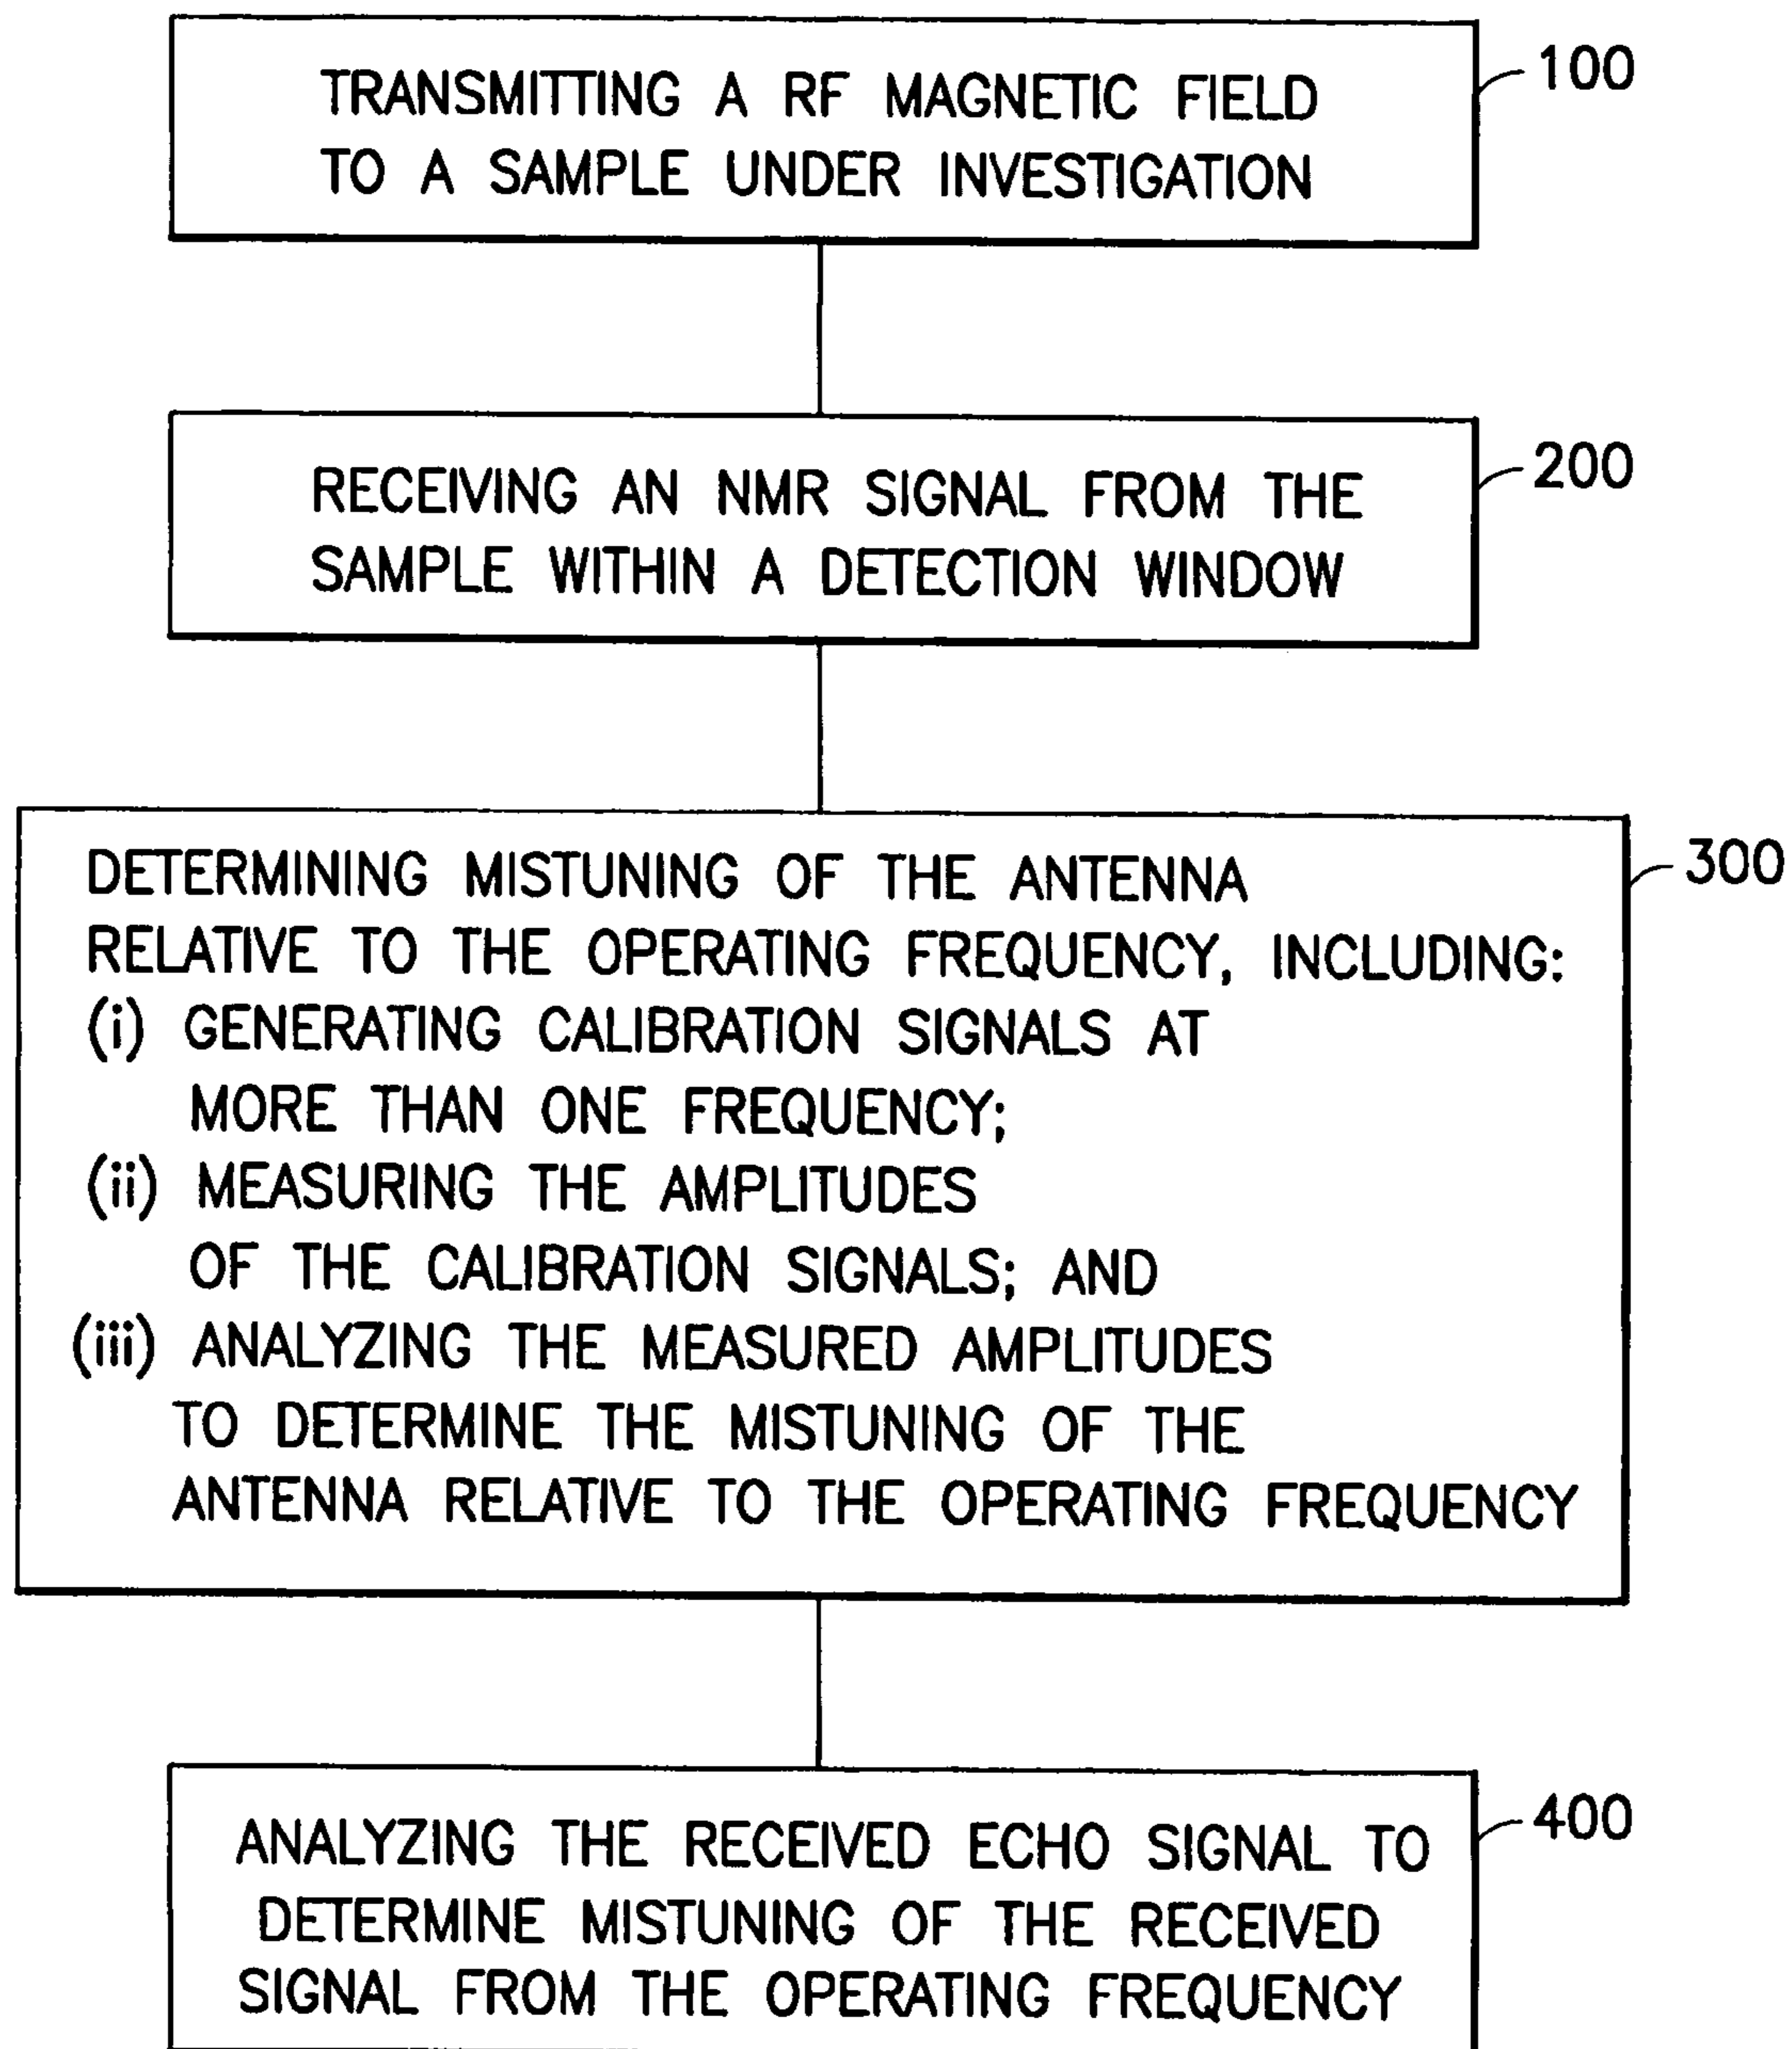 TRANSMITTING A RF MAGNETIC FIELD
TO A SAMPLE UNDER INVESTIGATION
100
RECEIVING AN NMR SIGNAL FROM THE
SAMPLE WITHIN A DETECTION WINDOW
200
DETERMINING MISTUNING OF THE ANTENNA
RELATIVE TO THE OPERATING FREQUENCY, INCLUDING:
(i) GENERATING CALIBRATION SIGNALS AT
MORE THAN ONE FREQUENCY;
(ii) MEASURING THE AMPLITUDES
OF THE CALIBRATION SIGNALS; AND
(iii) ANALYZING THE MEASURED AMPLITUDES
TO DETERMINE THE MISTUNING OF THE
ANTENNA RELATIVE TO THE OPERATING FREQUENCY
300
ANALYZING THE RECEIVED ECHO SIGNAL TO
DETERMINE MISTUNING OF THE RECEIVED
SIGNAL FROM THE OPERATING FREQUENCY
400